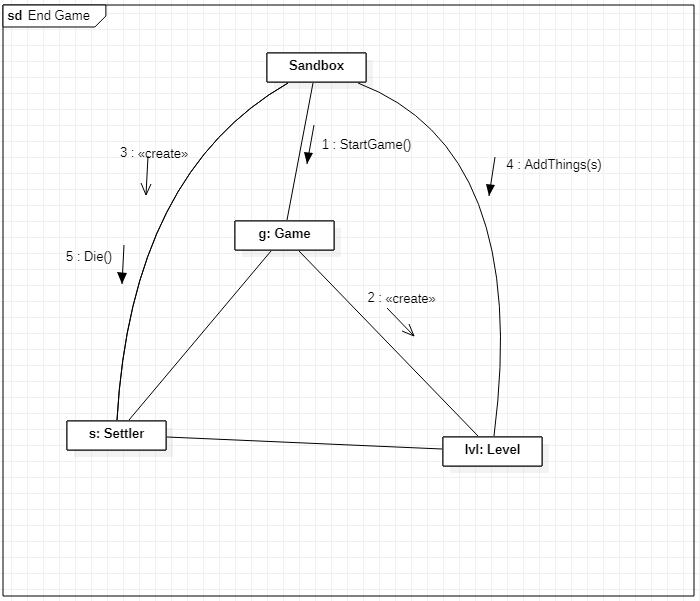 sd End Game
Sandbox
3 : «create»
1 : StartGame()
4 : AddThings(s)
g: Game
5 : Die()
2 : «create»
s: Settler
lvl: Level